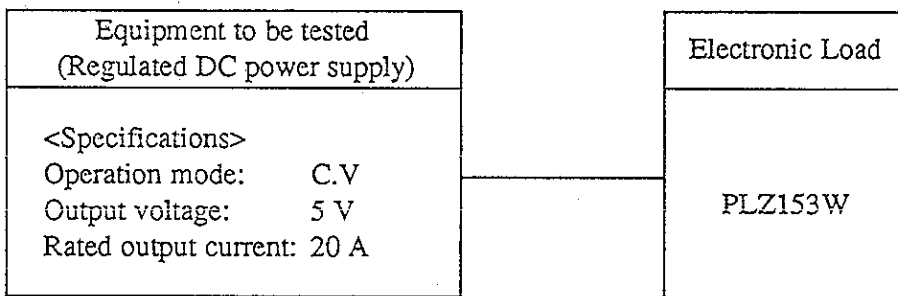 Equipment to be tested
(Regulated DC power supply)
<Specifications>
Operation mode: C.V
Output voltage: 5 V
Rated output current: 20 A
Electronic Load
PLZ153W